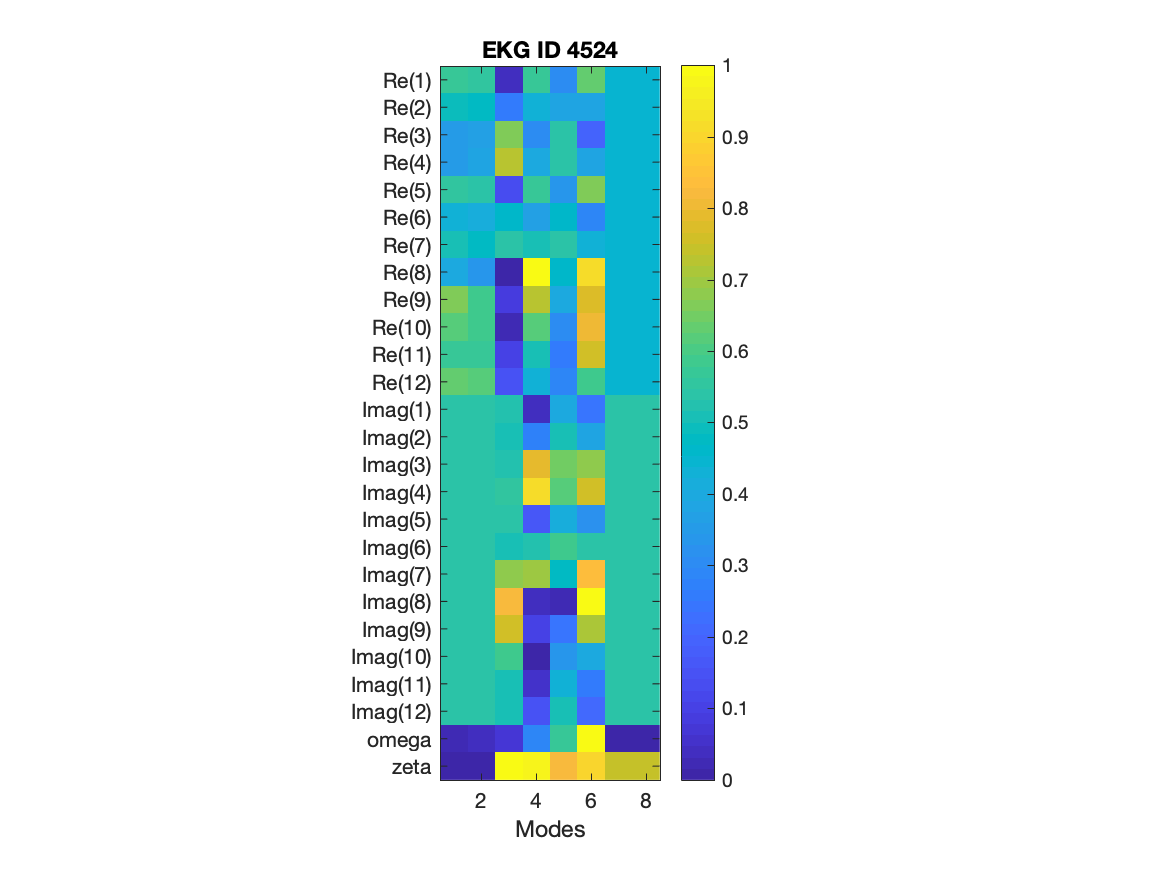 EKG ID 4524
Re(1)
Re(2)
Re(3)
Re(4)
Re(5)
Re(6)
Re(7)
Re(8)
Re(9)
Re(10)
Re(11)
Re(12)
Imag(1)
Imag(2)
Imag(3)
Imag(4)
Imag(5)
Imag(6)
Imag(7)
Imag(8)
Imag(9)
Imag(10)
Imag(11)
Imag(12)
omega
zeta
2 4 6 8
Modes
1
0.9
0.8
0.7
0.6
0.5
0.4
0.3
0.2
0.1
0